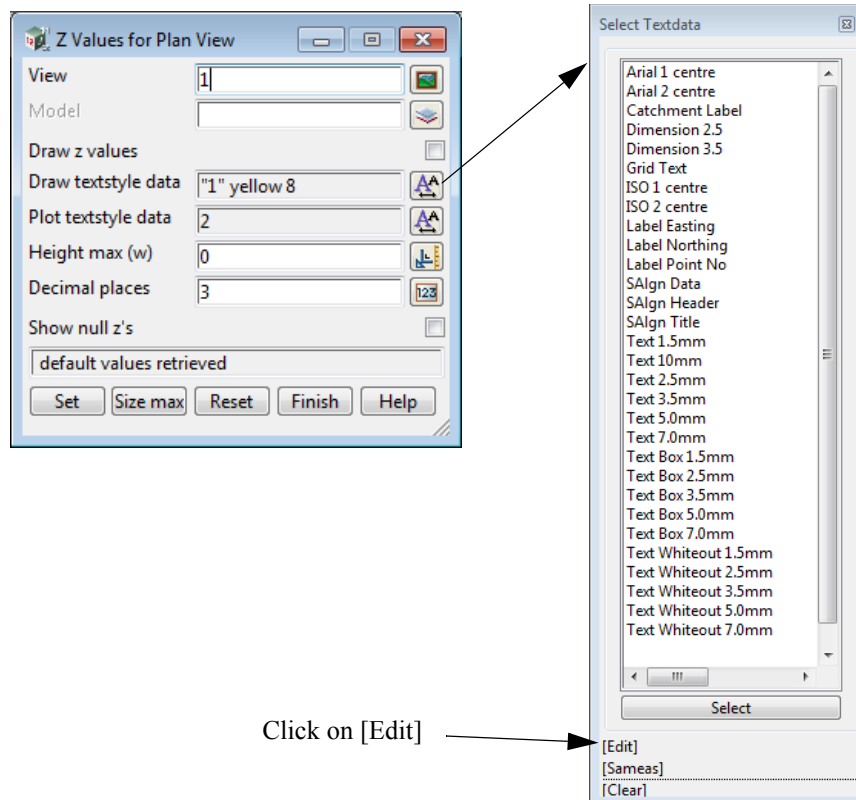 Z Values for Plan View
View
1
Model
Draw z values
Draw textstyle data
"1" yellow 8
Plot textstyle data
2
Height max (w)
0
Decimal places
3
123
Show null z's
default values retrieved
Set
Size max
Reset
Finish
Help
Select Textdata
Arial 1 centre
Arial 2 centre
Catchment Label
Dimension 2.5
Dimension 3.5
Grid Text
ISO 1 centre
ISO 2 centre
Label Easting
Label Northing
Label Point No
SAlgn Data
SAlgn Header
SAlgn Title
Text 1.5mm
Text 10mm
Text 2.5mm
Text 3.5mm
Text 5.0mm
Text 7.0mm
Text Box 1.5mm
Text Box 2.5mm
Text Box 3.5mm
Text Box 5.0mm
Text Box 7.0mm
Text Whiteout 1.5mm
Text Whiteout 2.5mm
Text Whiteout 3.5mm
Text Whiteout 5.0mm
Text Whiteout 7.0mm
Select
Click on [Edit]
[Edit]
[Sameas]
[Clear]